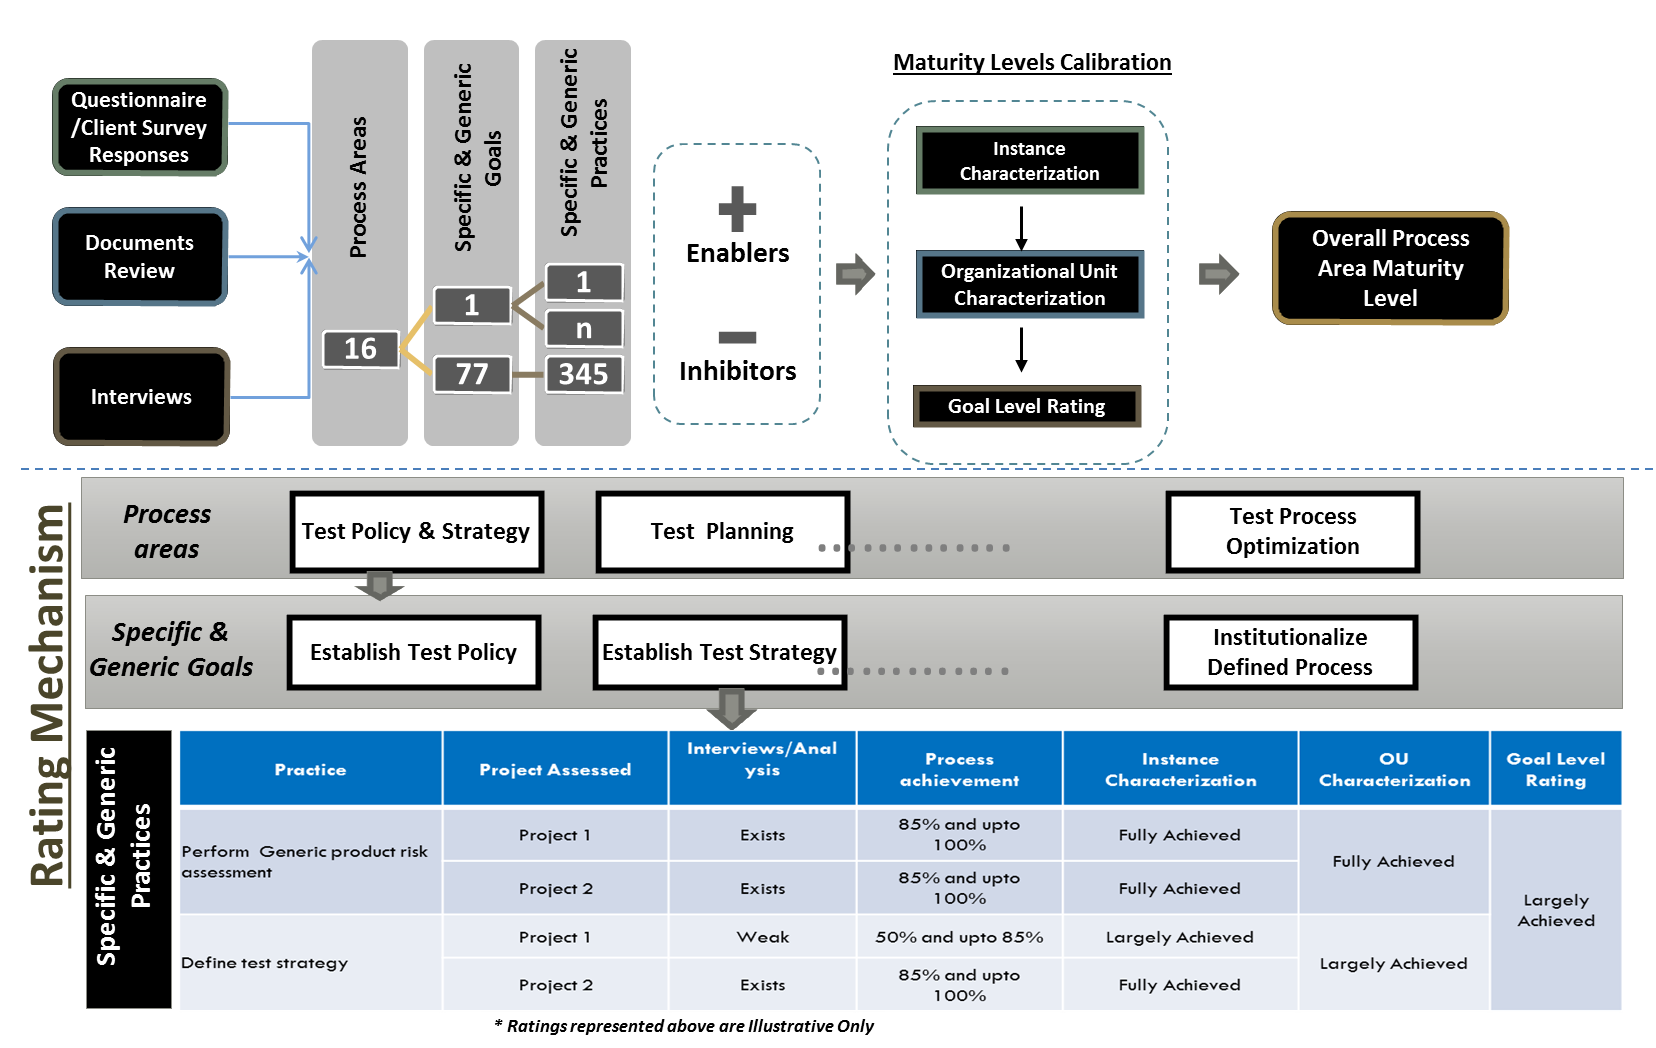 Questionnaire
/Client Survey
Responses
Documents
Review
Interviews
Process Areas
Specific & Generic
Goals
Specific & Generic
Practices
16
1
77
1
n
345
Enablers
Inhibitors
Maturity Levels Calibration
Instance
Characterization
Organizational Unit
Characterization
Goal Level Rating
Overall Process
Area Maturity
Level
Rating Mechanism
Process
areas
Test Policy & Strategy
Test Planning
Test Process
Optimization
Specific &
Generic Goals
Establish Test Policy
Establish Test Strategy
Institutionalize
Defined Process
Specific & Generic
Practices
Practice
Project Assessed
Interviews/Anal
ysis
Process
achievement
Instance
Characterization
OU
Characterization
Goal Level
Rating
Perform Generic product risk
assessment
Project 1
Exists
85% and upto
100%
Fully Achieved
Fully Achieved
Largely
Achieved
Project 2
Exists
85% and upto
100%
Fully Achieved
Define test strategy
Project 1
Weak
50% and upto 85%
Largely Achieved
Largely Achieved
Project 2
Exists
85% and upto
100%
Fully Achieved
* Ratings represented above are Illustrative Only